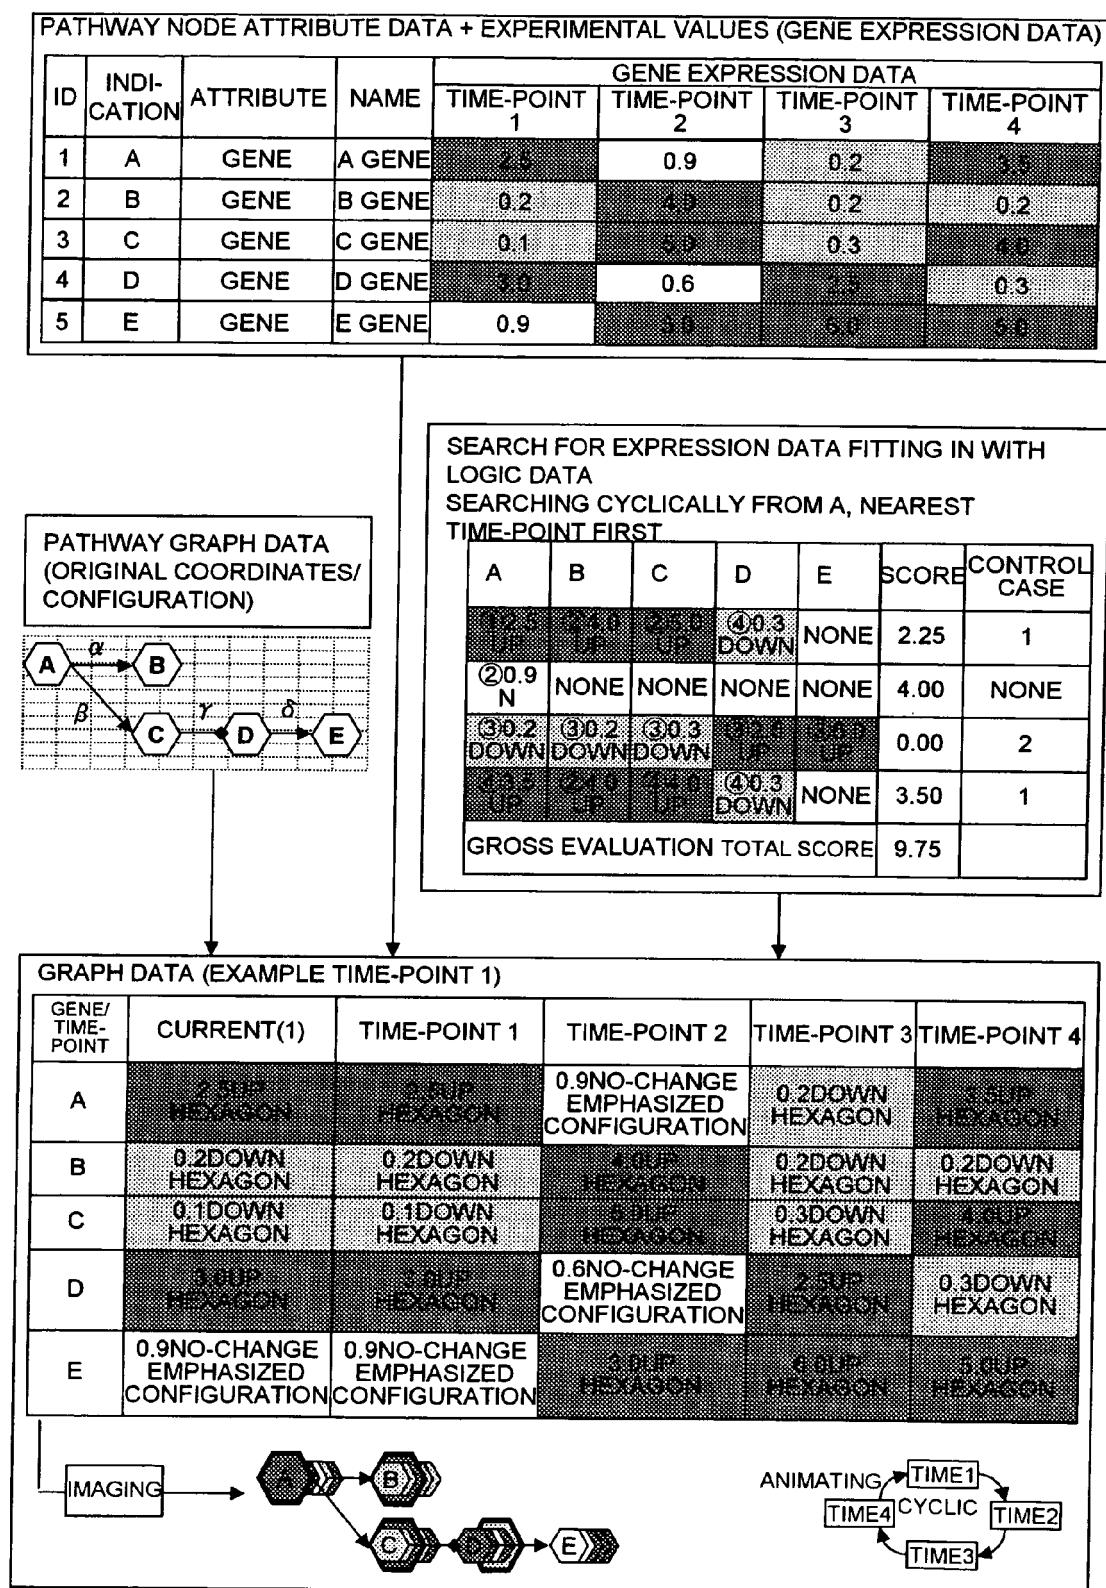 PATHWAY NODE ATTRIBUTE DATA + EXPERIMENTAL VALUES (GENE EXPRESSION DATA)
ID INDI-CATION ATTRIBUTE NAME GENE EXPRESSION DATA
TIME-POINT 1 TIME-POINT 2 TIME-POINT 3 TIME-POINT 4
1 A GENE A GENE 2.5 0.9 0.2 3.5
2 B GENE B GENE 0.2 4.0 0.2 0.2
3 C GENE C GENE 0.1 5.0 0.3 4.0
4 D GENE D GENE 3.0 0.6 2.5 0.3
5 E GENE E GENE 0.9 3.0 6.0 5.0
SEARCH FOR EXPRESSION DATA FITTING IN WITH
LOGIC DATA
SEARCHING CYCLICALLY FROM A, NEAREST
TIME-POINT FIRST
A B C D E SCORE CONTROL CASE
①2.5 UP ②4.0 UP ②5.0 UP ④0.3 DOWN NONE 2.25 1
②0.9 N NONE NONE NONE NONE 4.00 NONE
③0.2 DOWN ③0.2 DOWN ③0.3 DOWN UP UP 0.00 2
④3.5 UP ②4.0 UP 4.0 UP ④0.3 DOWN NONE 3.50 1
GROSS EVALUATION TOTAL SCORE 9.75
PATHWAY GRAPH DATA
(ORIGINAL COORDINATES/
CONFIGURATION)
A α B
β C γ D δ E
GRAPH DATA (EXAMPLE TIME-POINT 1)
GENE/TIME-POINT CURRENT(1) TIME-POINT 1 TIME-POINT 2 TIME-POINT 3 TIME-POINT 4
A 2.5UP HEXAGON 2.5UP HEXAGON 0.9NO-CHANGE EMPHASIZED CONFIGURATION 0.2DOWN HEXAGON 3.5UP HEXAGON
B 0.2DOWN HEXAGON 0.2DOWN HEXAGON 4.0UP HEXAGON 0.2DOWN HEXAGON 0.2DOWN HEXAGON
C 0.1DOWN HEXAGON 0.1DOWN HEXAGON 5.0UP HEXAGON 0.3DOWN HEXAGON 4.0UP HEXAGON
D 3.0UP HEXAGON 3.0UP HEXAGON 0.6NO-CHANGE EMPHASIZED CONFIGURATION 2.5UP HEXAGON 0.3DOWN HEXAGON
E 0.9NO-CHANGE EMPHASIZED CONFIGURATION 0.9NO-CHANGE EMPHASIZED CONFIGURATION 3.0UP HEXAGON 6.0UP HEXAGON 5.0UP HEXAGON
IMAGING
A B
C D E
ANIMATING CYCLIC
TIME1
TIME2
TIME3
TIME4